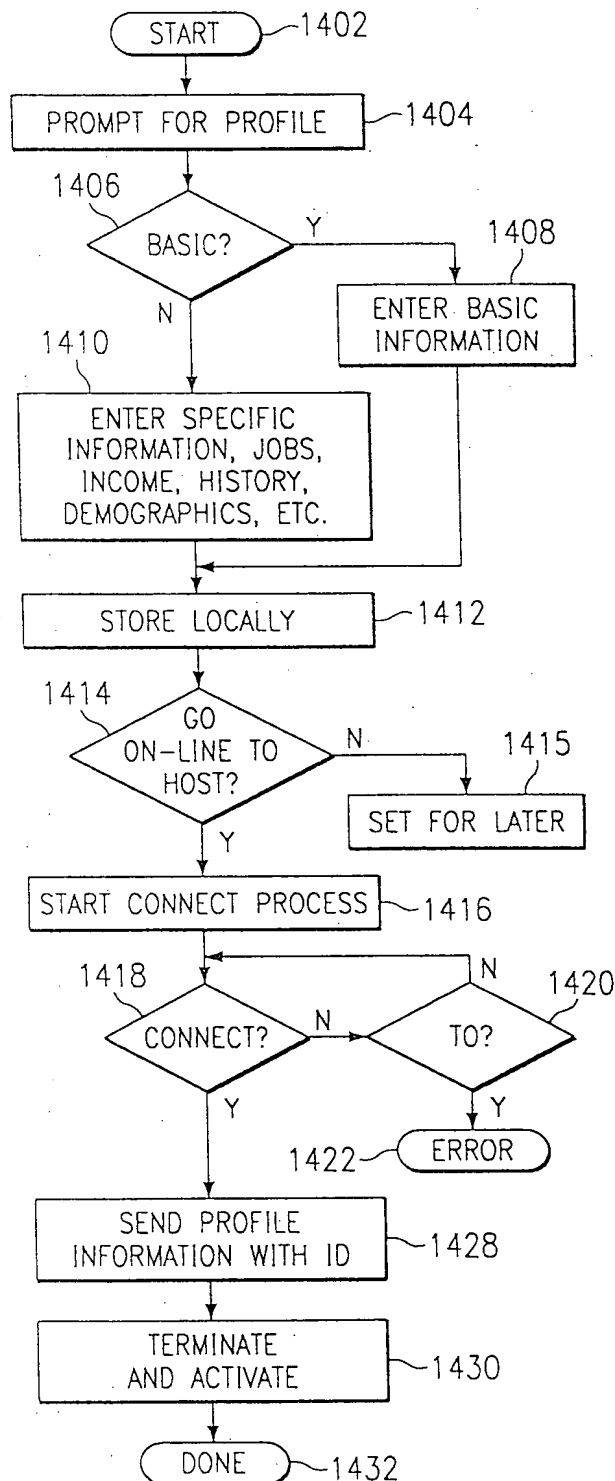 START
1402
PROMPT FOR PROFILE
1404
1406
BASIC?
Y
N
1408
ENTER BASIC
INFORMATION
1410
ENTER SPECIFIC
INFORMATION, JOBS,
INCOME, HISTORY,
DEMOGRAPHICS, ETC.
STORE LOCALLY
1412
1414
GO
ON-LINE TO
HOST?
N
Y
1415
SET FOR LATER
START CONNECT PROCESS
1416
1418
CONNECT?
N
Y
N
1420
TO?
Y
1422
ERROR
SEND PROFILE
INFORMATION WITH ID
1428
TERMINATE
AND ACTIVATE
1430
DONE
1432